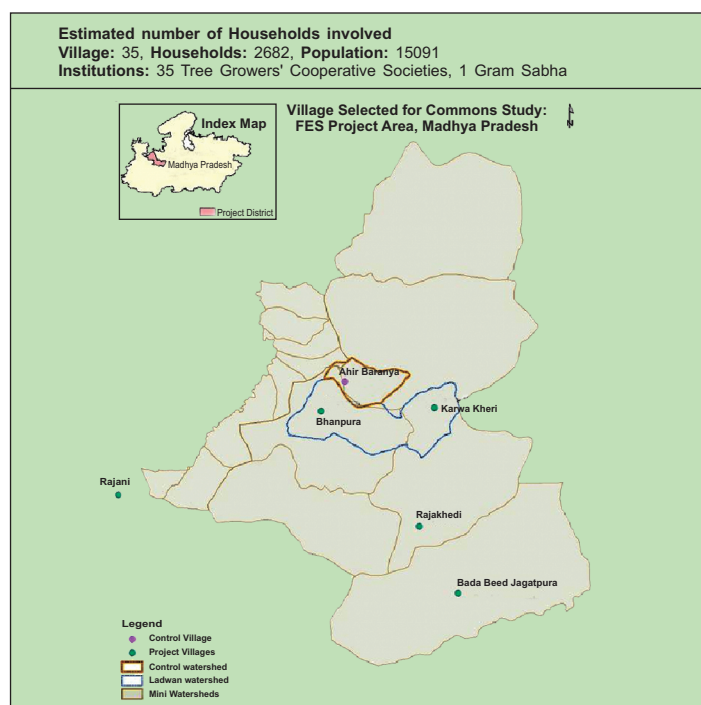 Estimated number of Households involved
Village: 35, Households: 2682, Population: 15091
Institutions: 35 Tree Growers' Cooperative Societies, 1 Gram Sabha
Village Selected for Commons Study:
FES Project Area, Madhya Pradesh
N
Index Map
Madhya Pradesh
Project District
Ahir Baranya
Karwa Kheri
Bhanpura
Rajani
Rajakhedi
Bada Beed Jagatpura
Legend
Control Village
Project Villages
Control watershed
Ladwan watershed
Mini Watersheds